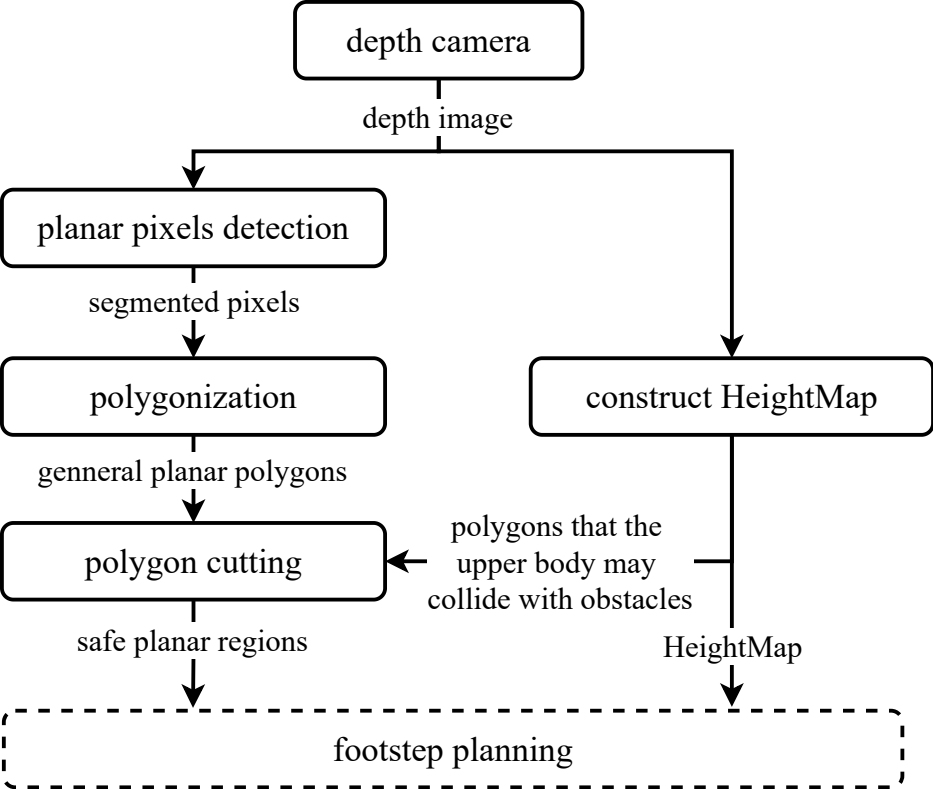 depth camera
depth image
planar pixels detection
segmented pixels
polygonization
construct HeightMap
genneral planar polygons
polygons that the
upper body may
collide with obstacles
polygon cutting
safe planar regions
HeightMap
footstep planning